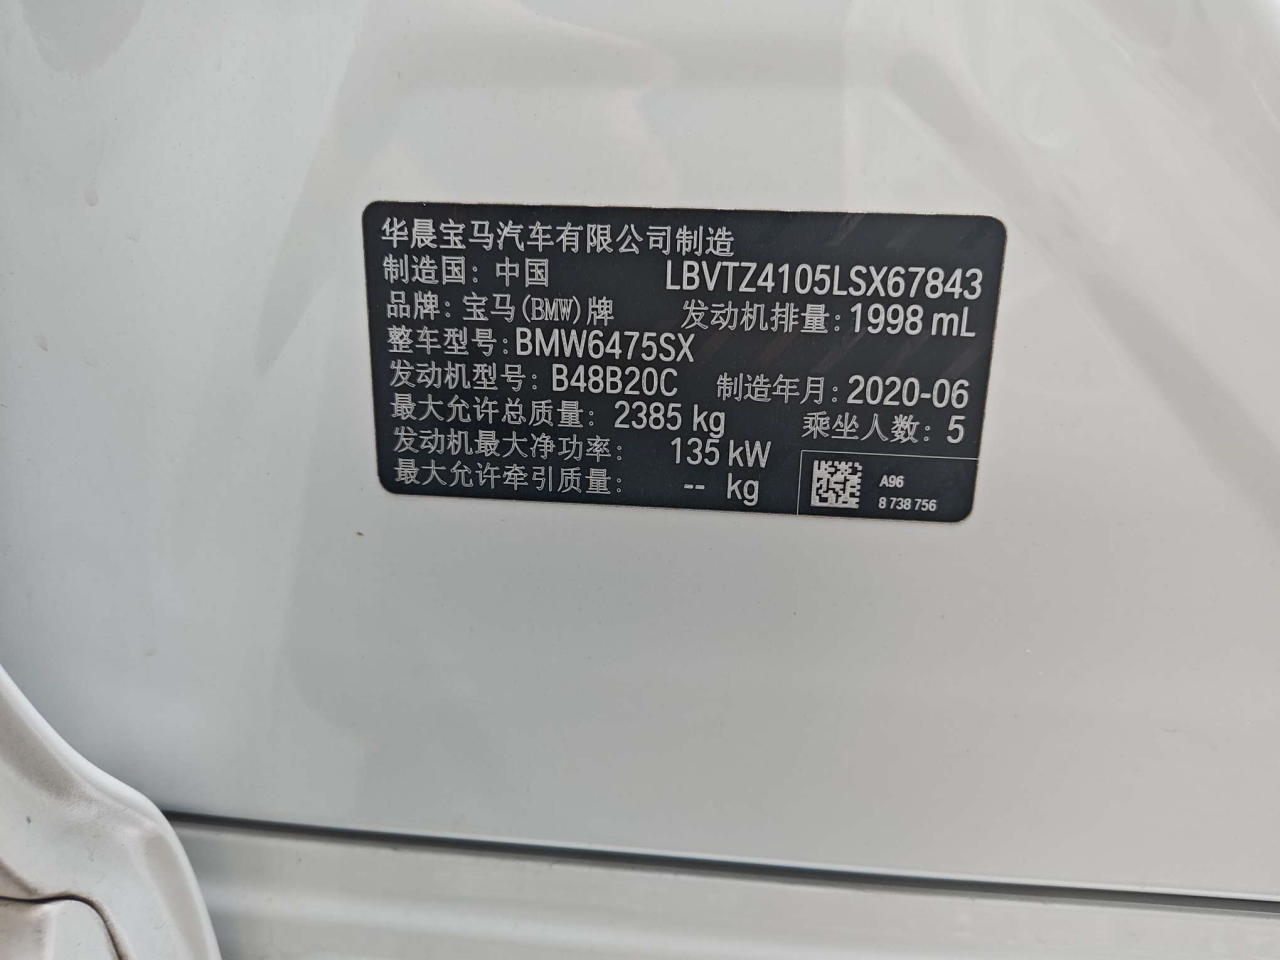 华晨宝马汽车有限公司制造
制造国：中国 LBVTZ4105LSX67843
品牌：宝马(BMW)牌 发动机排量：1998 mL
整车型号：BMW6475SX
发动机型号：B48B20C 制造年月：2020-06
最大允许总质量：2385 kg 乘坐人数：5
发动机最大净功率：135 kW
最大允许牵引质量：-- kg
A96
8 738 756